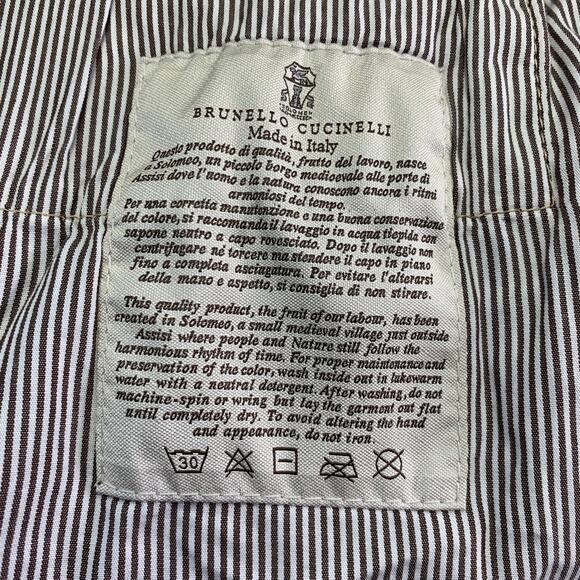 SOLOMEO
BRUNELLO CUCINELLI
Made in Italy
Questo prodotto di qualità, frutto del lavoro, nasce
a Solomeo, un piccolo borgo medioevale alle porte di
Assisi dove l'uomo e la natura conoscono ancora i ritmi
armoniosi del tempo.
Per una corretta manutenzione e una buona conservazione
del colore, si raccomanda il lavaggio in acqua tiepida con
sapone neutro a capo rovesciato. Dopo il lavaggio non
centrifugare né torcere ma stendere il capo in piano
fino a completa asciugatura. Per evitare l'alterarsi
della mano e aspetto, si consiglia di non stirare.
This quality product, the fruit of our labour, has been
created in Solomeo, a small medieval village just outside
Assisi where people and Nature still follow the
harmonious rhythm of time. For proper maintenance and
preservation of the color, wash inside out in lukewarm
water with a neutral detergent. After washing, do not
machine-spin or wring but lay the garment out flat
until completely dry. To avoid altering the hand
and appearance, do not iron.
30